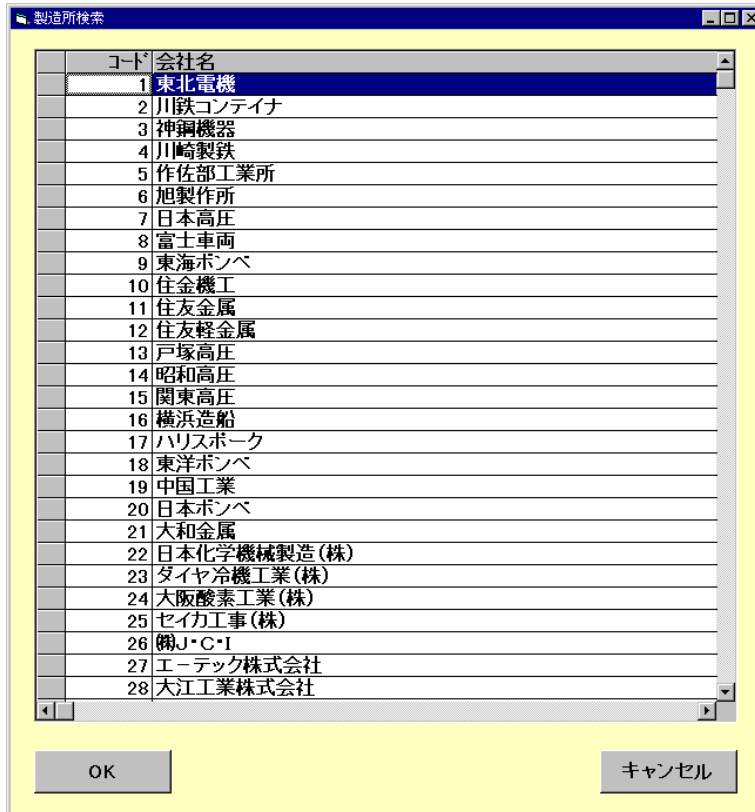 製造所検索
コード 会社名
1 東北電機
2 川鉄コンテイナ
3 神鋼機器
4 川崎製鉄
5 作佐部工業所
6 旭製作所
7 日本高圧
8 富士車両
9 東海ボンベ
10 住金機工
11 住友金属
12 住友軽金属
13 戸塚高圧
14 昭和高圧
15 関東高圧
16 横浜造船
17 ハリスボーク
18 東洋ボンベ
19 中国工業
20 日本ボンベ
21 大和金属
22 日本化学機械製造(株)
23 ダイヤ冷機工業(株)
24 大阪酸素工業(株)
25 セイカ工事(株)
26 ㈱J・C・I
27 エーテック株式会社
28 大江工業株式会社
OK キャンセル